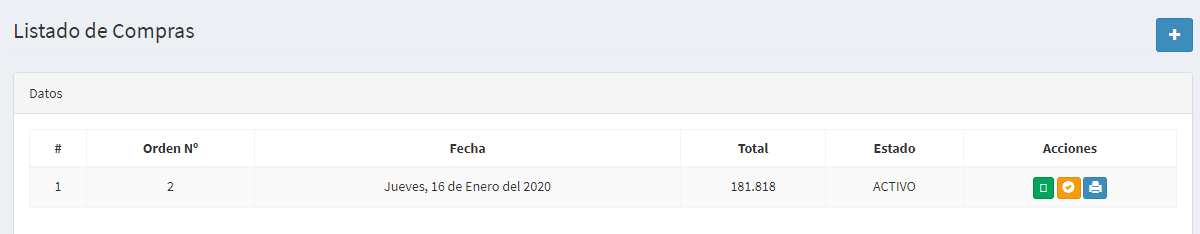 Listado de Compras
Datos
# Orden Nº Fecha Total Estado Acciones
1 2 Jueves, 16 de Enero del 2020 181.818 ACTIVO